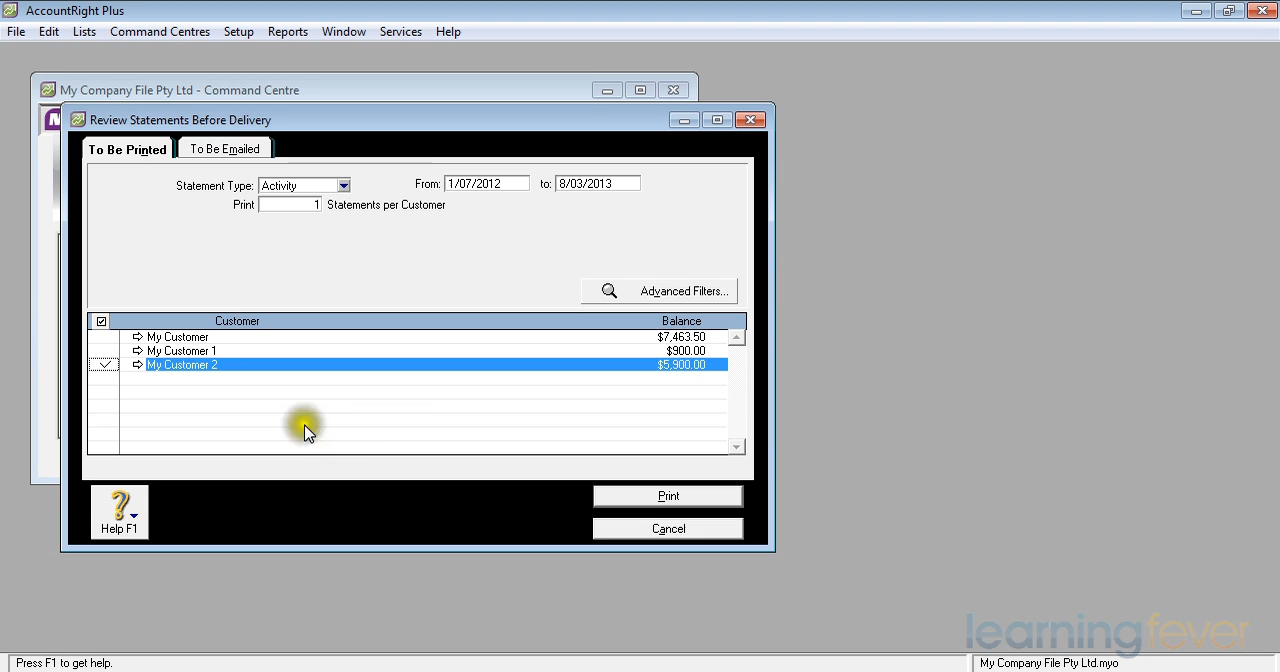 AccountRight Plus
File Edit Lists Command Centres Setup Reports Window Services Help
My Company File Pty Ltd - Command Centre
Review Statements Before Delivery
To Be Printed To Be Emailed
Statement Type: Activity From: 1/07/2012 to: 8/03/2013
Print 1 Statements per Customer
Advanced Filters...
Customer Balance
My Customer $7,463.50
My Customer 1 $900.00
My Customer 2 $5,900.00
Print
Help F1
Cancel
learningfever
Press F1 to get help. My Company File Pty Ltd.myo